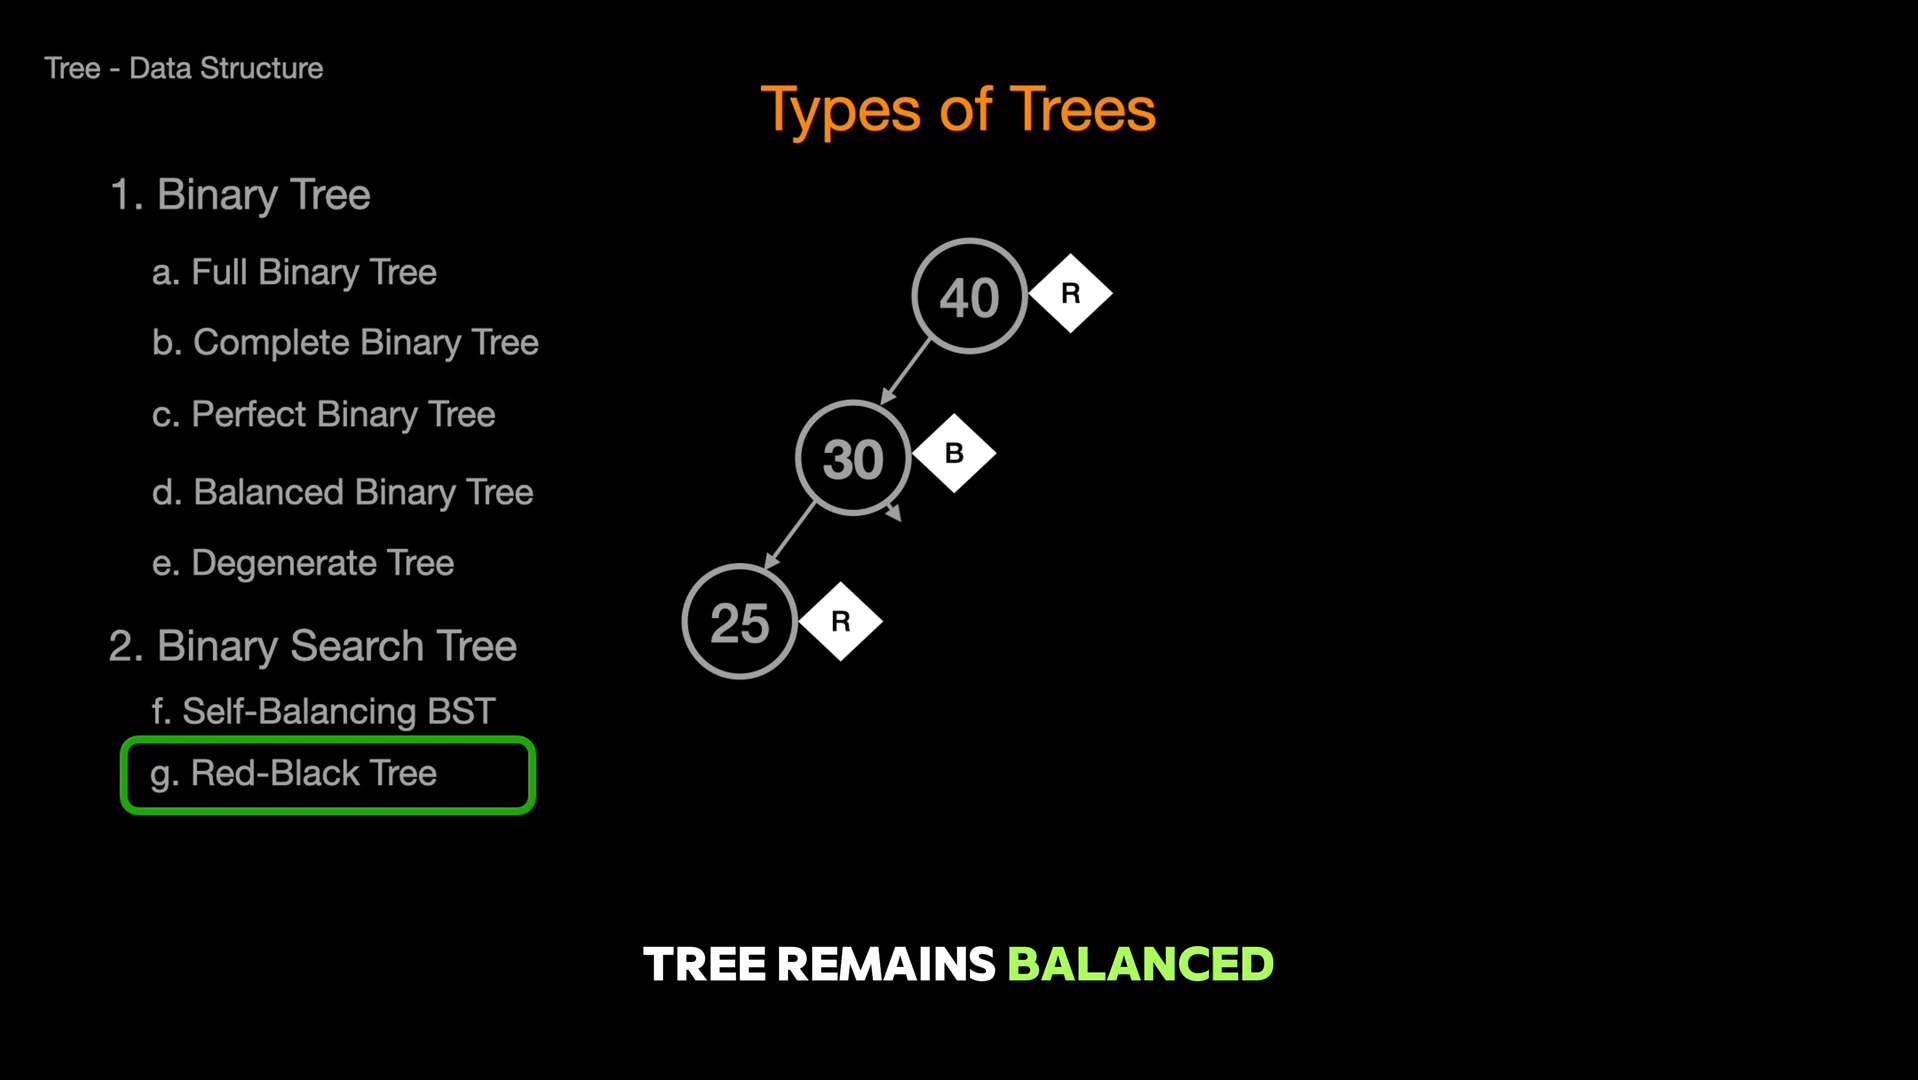 Tree - Data Structure
Types of Trees
1. Binary Tree
a. Full Binary Tree
b. Complete Binary Tree
c. Perfect Binary Tree
d. Balanced Binary Tree
e. Degenerate Tree
2. Binary Search Tree
f. Self-Balancing BST
g. Red-Black Tree
40
R
30
B
25
R
TREE REMAINS BALANCED